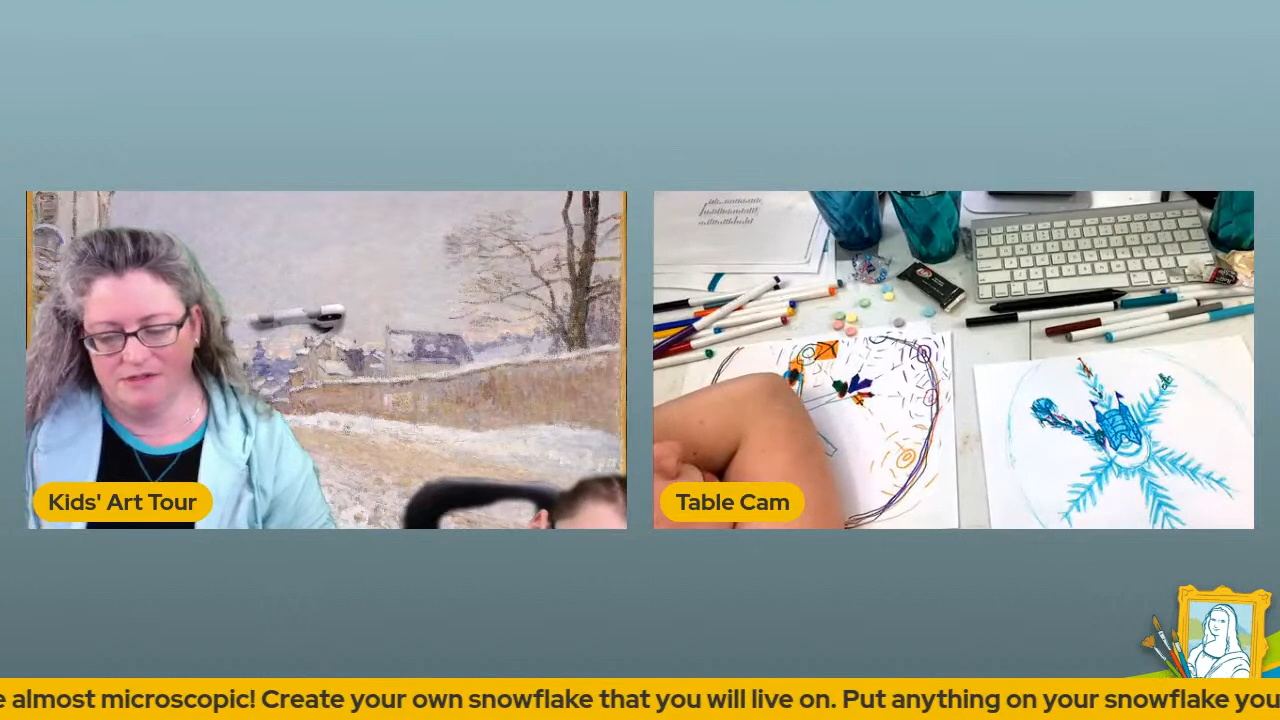 Kids' Art Tour
Table Cam
e almost microscopic! Create your own snowflake that you will live on. Put anything on your snowflake you